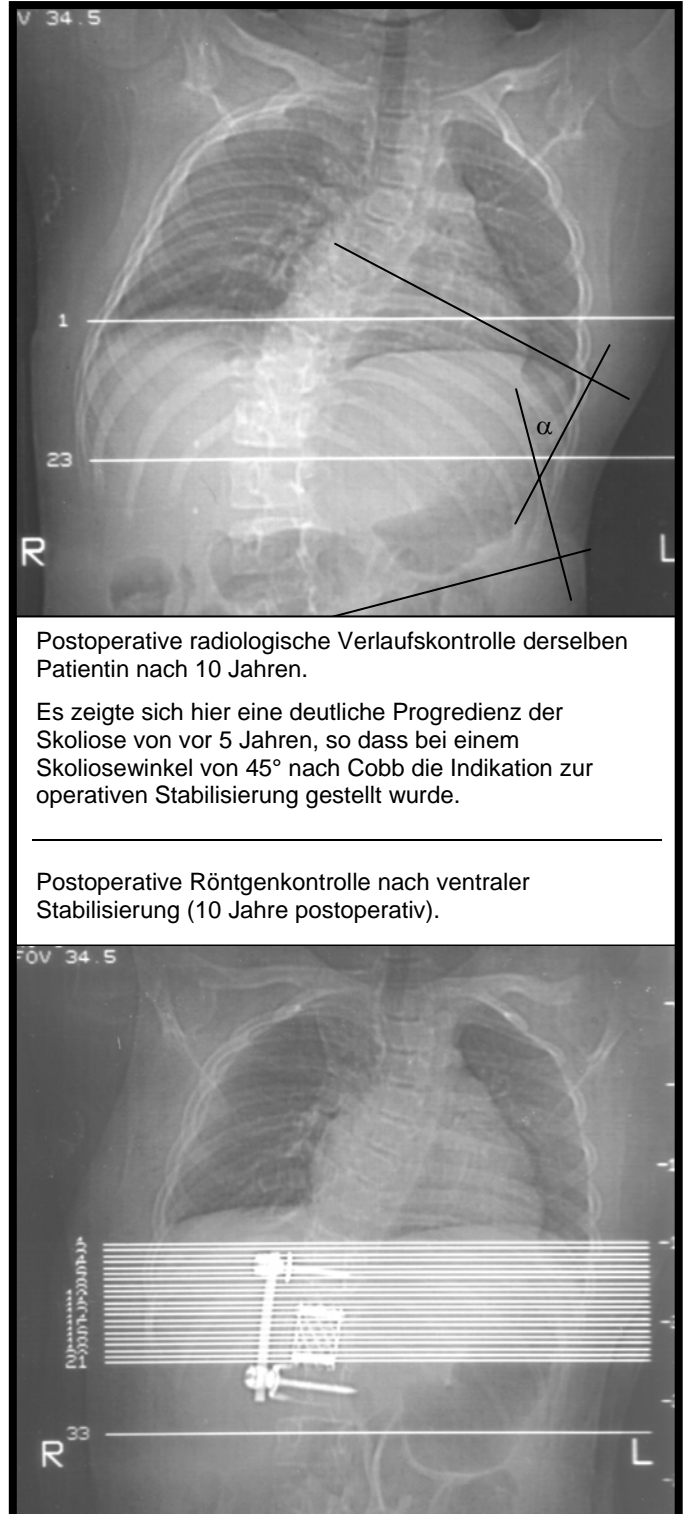 V 34.5
1
α
23
R
L
Postoperative radiologische Verlaufskontrolle derselben
Patientin nach 10 Jahren.
Es zeigte sich hier eine deutliche Progredienz der
Skoliose von vor 5 Jahren, so dass bei einem
Skoliosewinkel von 45° nach Cobb die Indikation zur
operativen Stabilisierung gestellt wurde.
Postoperative Röntgenkontrolle nach ventraler
Stabilisierung (10 Jahre postoperativ).
FOV 34.5
21
33
R
L